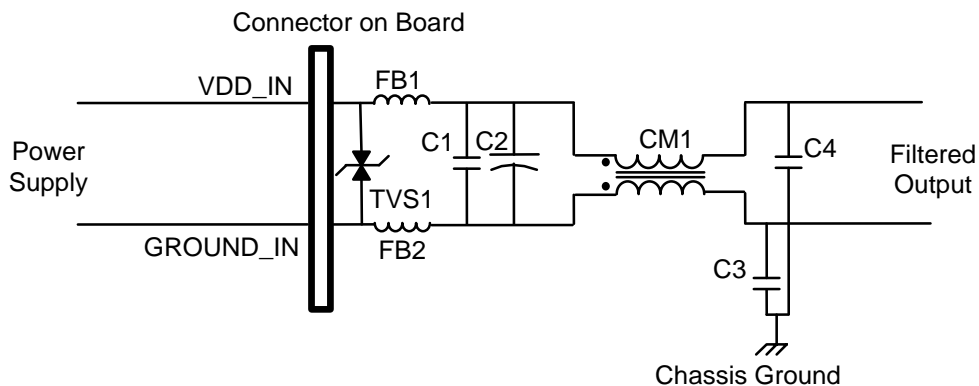 Connector on Board
VDD_IN
FB1
Power
Supply
C1
C2
CM1
C4
Filtered
Output
TVS1
GROUND_IN
FB2
C3
Chassis Ground